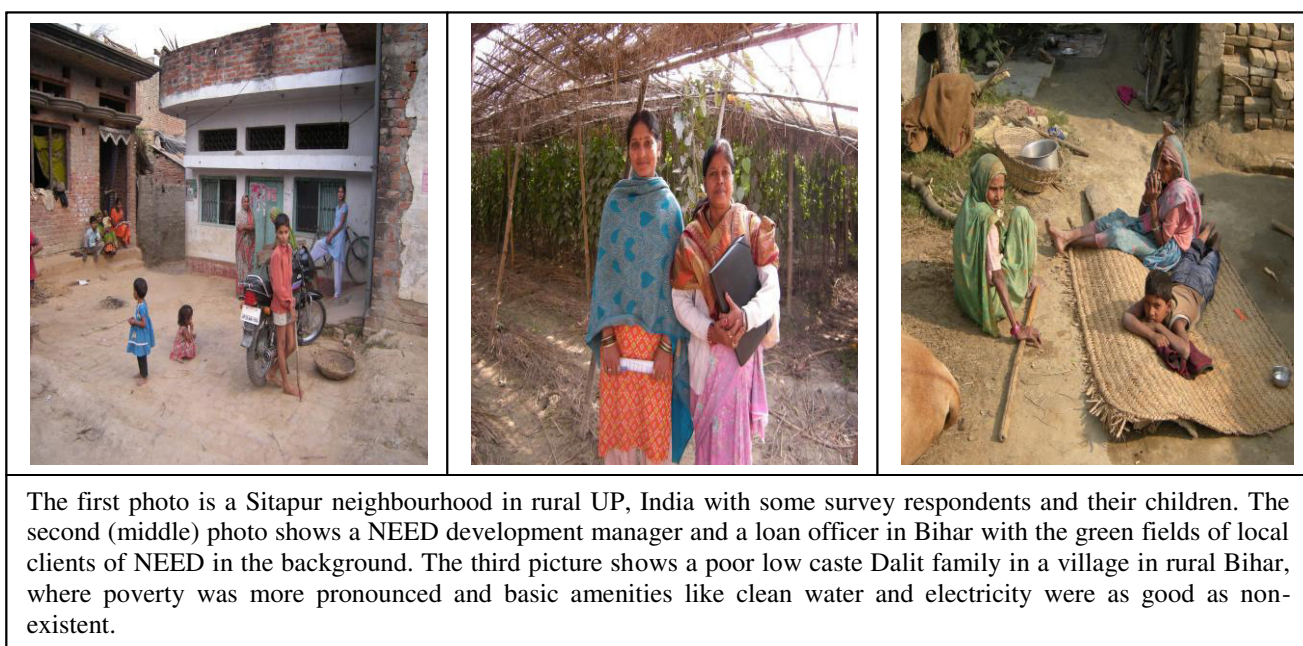 The first photo is a Sitapur neighbourhood in rural UP, India with some survey respondents and their children. The
second (middle) photo shows a NEED development manager and a loan officer in Bihar with the green fields of local
clients of NEED in the background. The third picture shows a poor low caste Dalit family in a village in rural Bihar,
where poverty was more pronounced and basic amenities like clean water and electricity were as good as non-
existent.